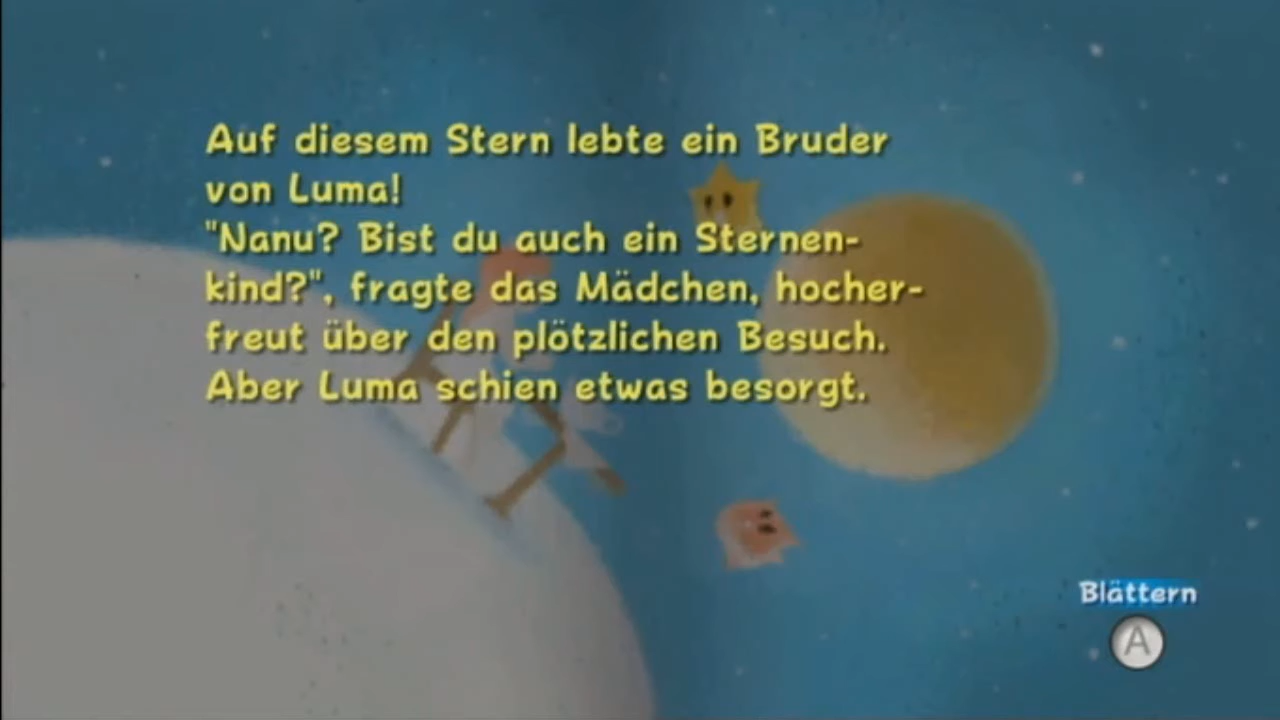 Auf diesem Stern lebte ein Bruder
von Luma!
"Nanu? Bist du auch ein Sternen-
kind?", fragte das Mädchen, hocher-
freut über den plötzlichen Besuch.
Aber Luma schien etwas besorgt.
Blättern
A